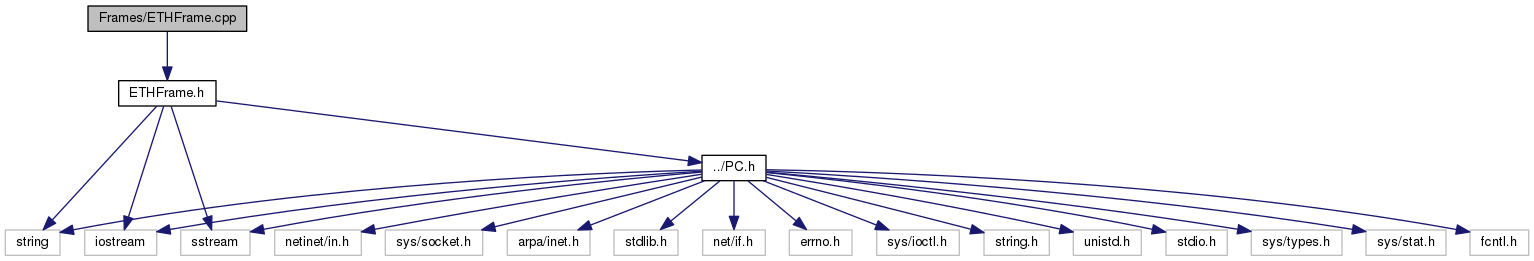 Frames/ETHFrame.cpp
ETHFrame.h
../PC.h
string
iostream
sstream
netinet/in.h
sys/socket.h
arpa/inet.h
stdlib.h
net/if.h
errno.h
sys/ioctl.h
string.h
unistd.h
stdio.h
sys/types.h
sys/stat.h
fcntl.h